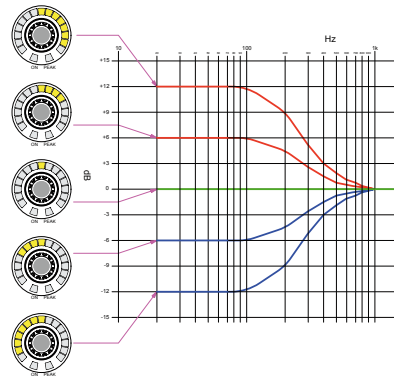 Hz
10 100 1k
+15
+12
+9
+6
+3
0
-3
-6
-9
-12
-15
dB
ON PEAK
ON PEAK
ON PEAK
ON PEAK
ON PEAK